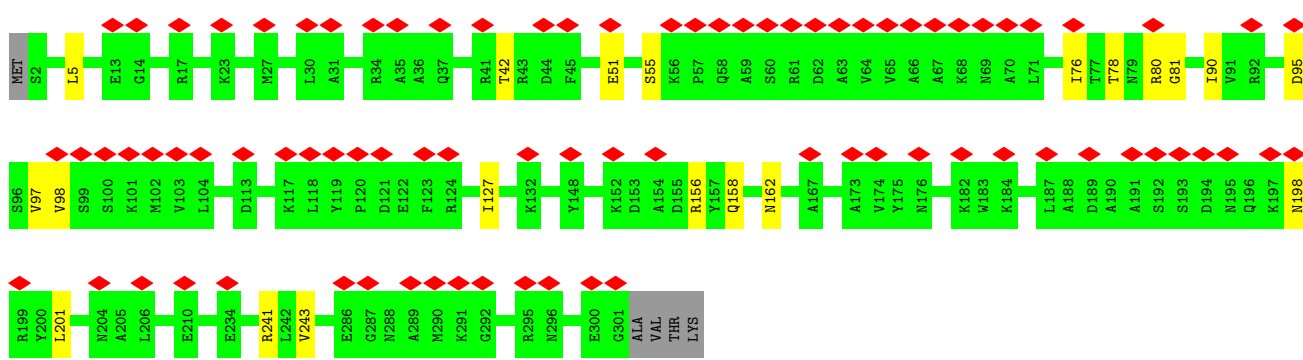 MET S2 L5 E13 G14 R17 K23 M27 L30 A31 R34 A35 A36 Q37 R41 T42 R43 D44 F45 E51 S55 K56 P57 Q58 A59 S60 R61 D62 A63 V64 V65 A66 A67 K68 N69 A70 L71 I76 T77 T78 N79 R80 G81 I90 V91 R92 D95
S96 V97 V98 S99 S100 K101 M102 V103 L104 D113 K117 L118 Y119 P120 D121 E122 F123 R124 I127 K132 Y148 K152 D153 A154 D155 R156 Y157 Q158 N162 A167 A173 V174 Y175 N176 K182 W183 K184 L187 A188 D189 A190 A191 S192 S193 D194 N195 Q196 K197 N198
R199 Y200 L201 N204 A205 L206 E210 E234 R241 L242 V243 E286 G287 N288 A289 M290 K291 G292 R295 N296 E300 G301 ALA VAL THR LYS